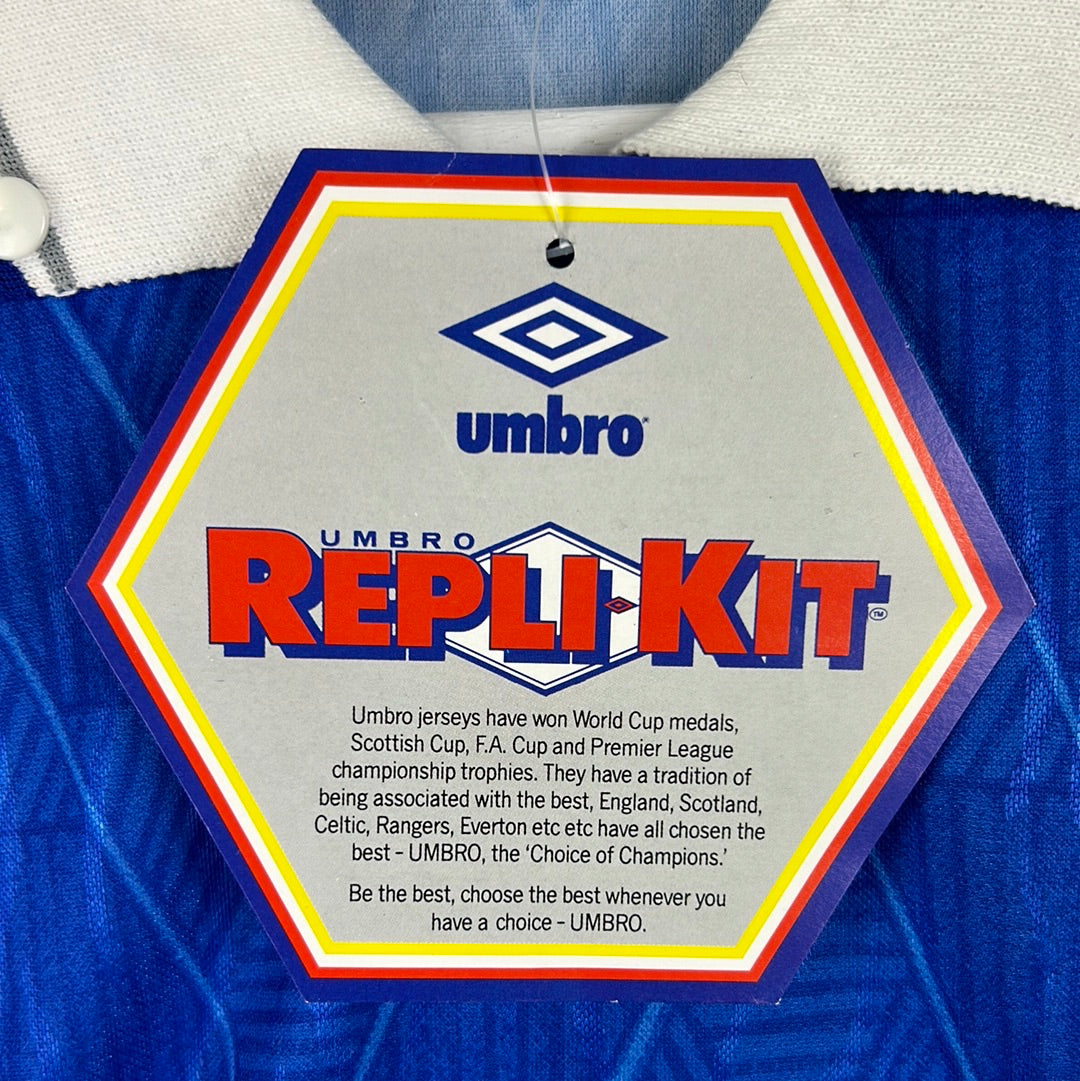 umbro
UMBRO
REPLI·KIT™
Umbro jerseys have won World Cup medals,
Scottish Cup, F.A. Cup and Premier League
championship trophies. They have a tradition of
being associated with the best, England, Scotland,
Celtic, Rangers, Everton etc etc have all chosen the
best – UMBRO, the ‘Choice of Champions.’
Be the best, choose the best whenever you
have a choice – UMBRO.